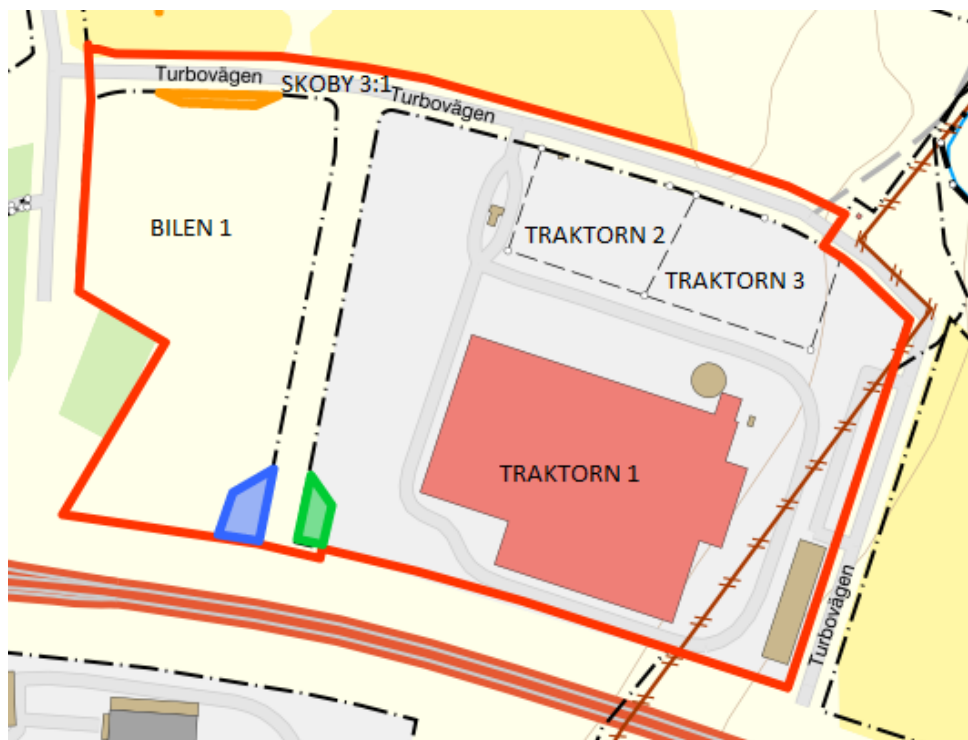 Turbovägen
SKOBY 3:1
Turbovägen
BILEN 1
TRAKTORN 2
TRAKTORN 3
TRAKTORN 1
Turbovägen